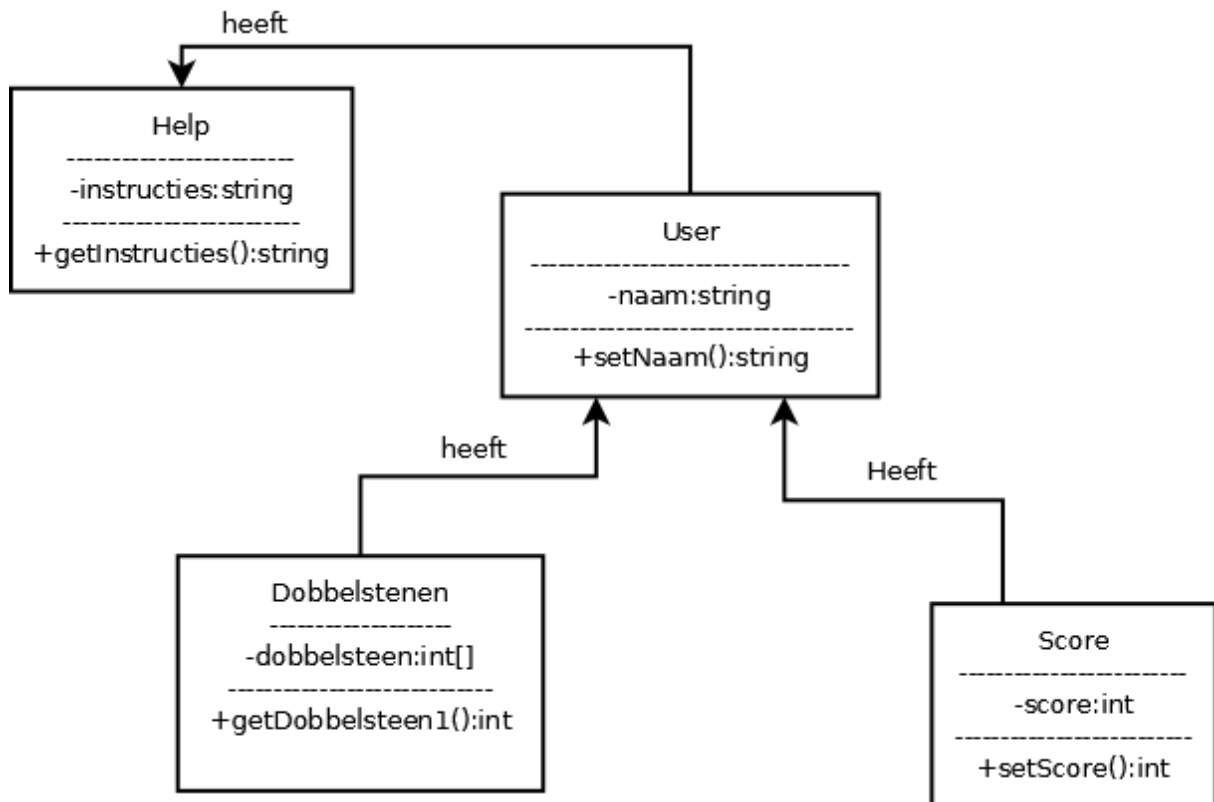 heeft
Help
-instructies:string
+getInstructies():string
User
-naam:string
+setNaam():string
heeft
Heeft
Dobbelstenen
-dobbelsteen:int[]
+getDobbelsteen1():int
Score
-score:int
+setScore():int